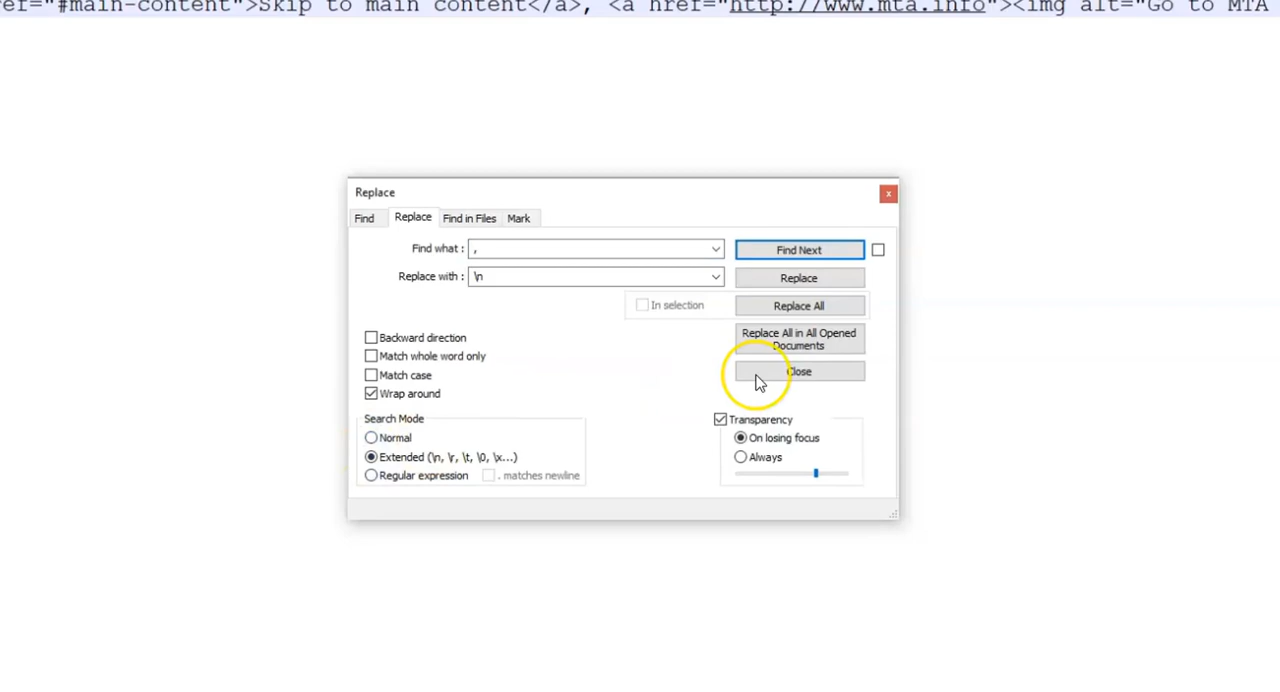 ref="#main-content">Skip to main content</a>, <a href="http://www.mta.info"><img alt="Go to MTA
Replace
x
Find Replace Find in Files Mark
Find what : , Find Next
Replace with : \n Replace
In selection Replace All
Backward direction Replace All in All Opened Documents
Match whole word only
Match case Close
Wrap around
Search Mode Transparency
Normal On losing focus
Extended (\n, \r, \t, \0, \x...) Always
Regular expression . matches newline